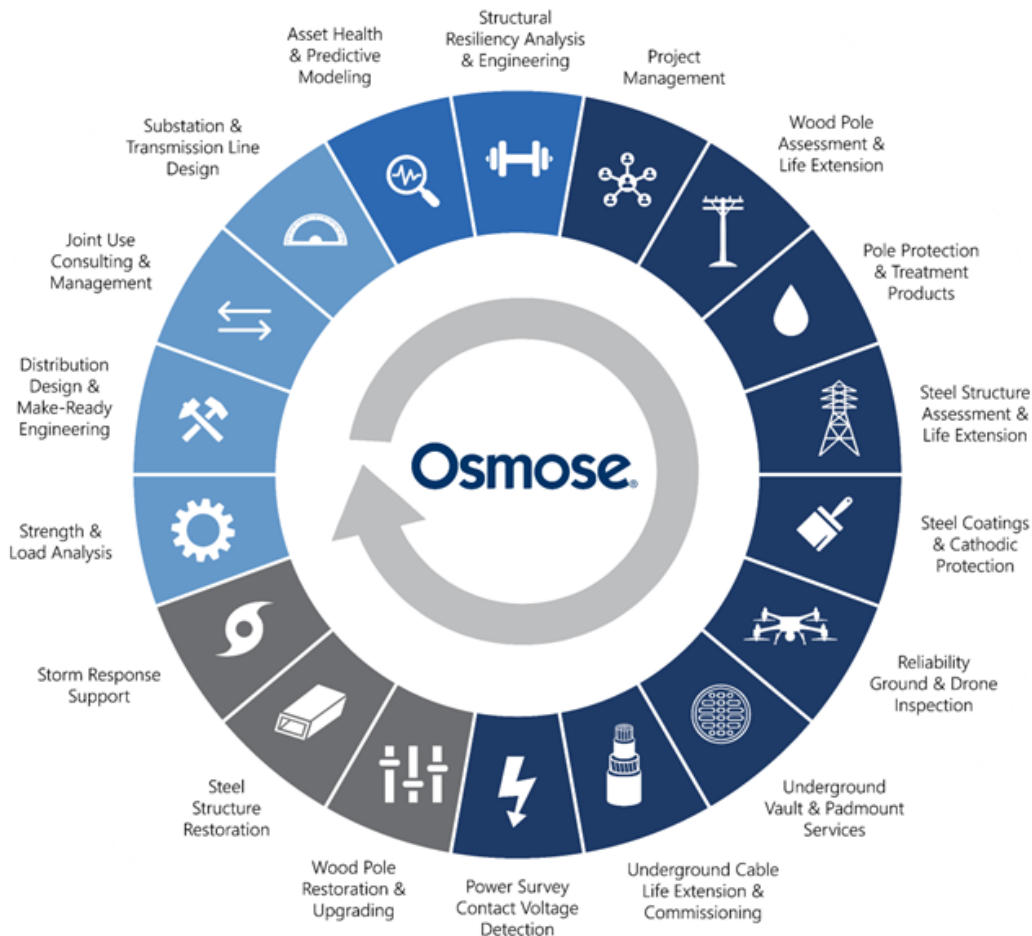 Structural
Resiliency Analysis
& Engineering
Project
Management
Wood Pole
Assessment &
Life Extension
Pole Protection
& Treatment
Products
Steel Structure
Assessment &
Life Extension
Steel Coatings
& Cathodic
Protection
Reliability
Ground & Drone
Inspection
Underground
Vault & Padmount
Services
Underground Cable
Life Extension &
Commissioning
Power Survey
Contact Voltage
Detection
Wood Pole
Restoration &
Upgrading
Steel
Structure
Restoration
Storm Response
Support
Strength &
Load Analysis
Distribution
Design &
Make-Ready
Engineering
Joint Use
Consulting &
Management
Substation &
Transmission Line
Design
Asset Health
& Predictive
Modeling
Osmose®